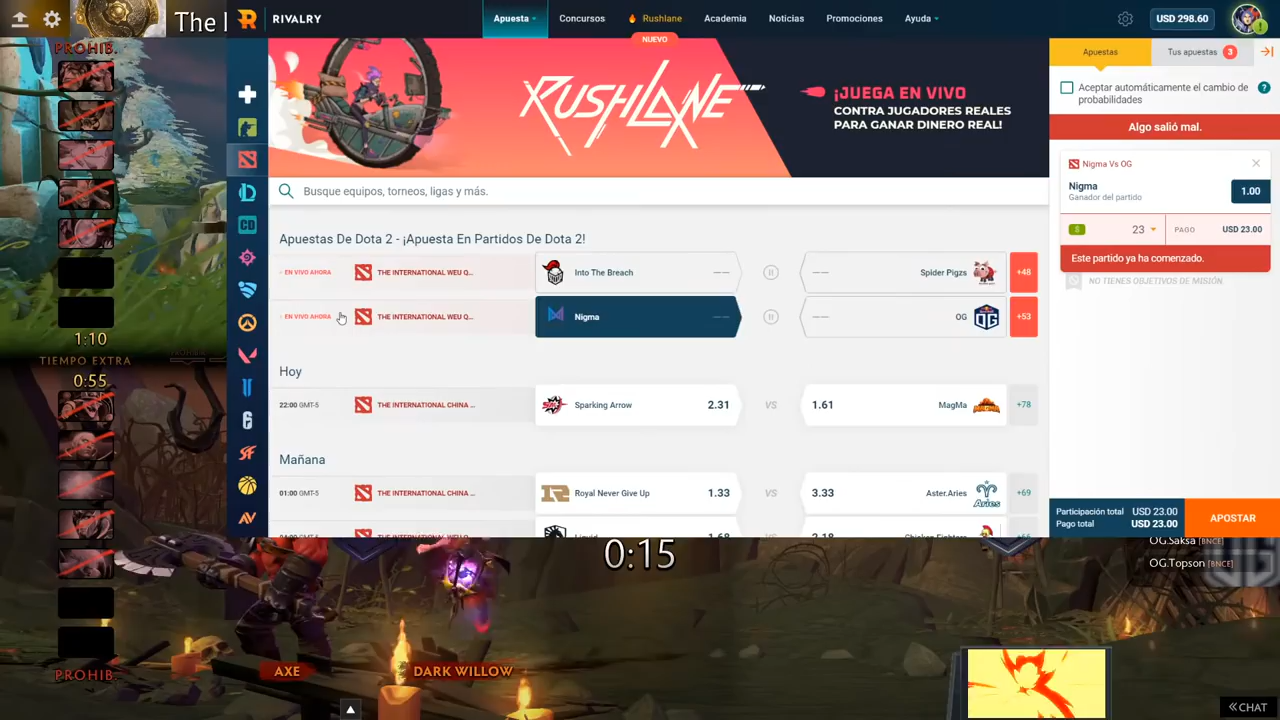 The I
RIVALRY
Apuesta
Concursos
Rushlane
NUEVO
Academia
Noticias
Promociones
Ayuda
USD 298.60
PROHIB.
1:10
TIEMPO EXTRA
0:55
PROHIB.
RUSHLANE
¡JUEGA EN VIVO
CONTRA JUGADORES REALES
PARA GANAR DINERO REAL!
Busque equipos, torneos, ligas y más.
Apuestas De Dota 2 - ¡Apuesta En Partidos De Dota 2!
EN VIVO AHORA
THE INTERNATIONAL WEU Q...
Into The Breach
——
——
Spider Pigzs
+48
EN VIVO AHORA
THE INTERNATIONAL WEU Q...
Nigma
——
——
OG
+53
Hoy
22:00 GMT-5
THE INTERNATIONAL CHINA ...
Sparking Arrow
2.31
VS
1.61
MagMa
+78
Mañana
01:00 GMT-5
THE INTERNATIONAL CHINA ...
Royal Never Give Up
1.33
VS
3.33
Aster.Aries
+69
Apuestas
Tus apuestas
3
Aceptar automáticamente el cambio de
probabilidades
?
Algo salió mal.
Nigma Vs OG
Nigma
Ganador del partido
1.00
23
PAGO
USD 23.00
Este partido ya ha comenzado.
NO TIENES OBJETIVOS DE MISIÓN.
Participación total USD 23.00
Pago total USD 23.00
APOSTAR
OG.Saksa [BNCE]
OG.Topson [BNCE]
0:15
AXE
DARK WILLOW
CHAT